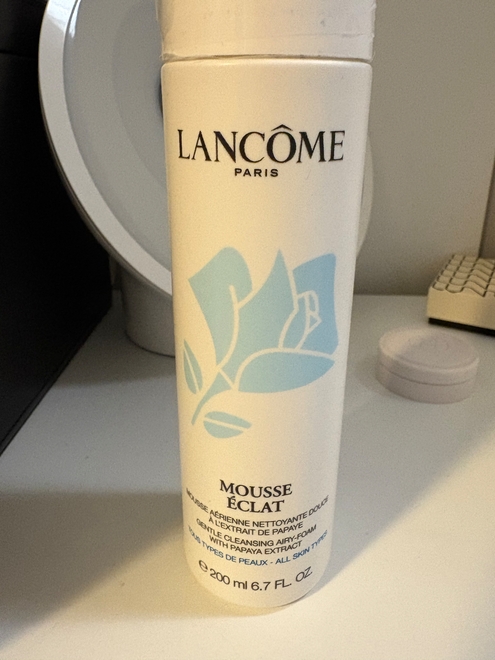 LANCÔME
PARIS
MOUSSE
ÉCLAT
MOUSSE AÉRIENNE NETTOYANTE DOUCE
À L'EXTRAIT DE PAPAYE
GENTLE CLEANSING AIRY-FOAM
WITH PAPAYA EXTRACT
TOUS TYPES DE PEAUX - ALL SKIN TYPES
℮ 200 ml 6.7 FL. OZ.